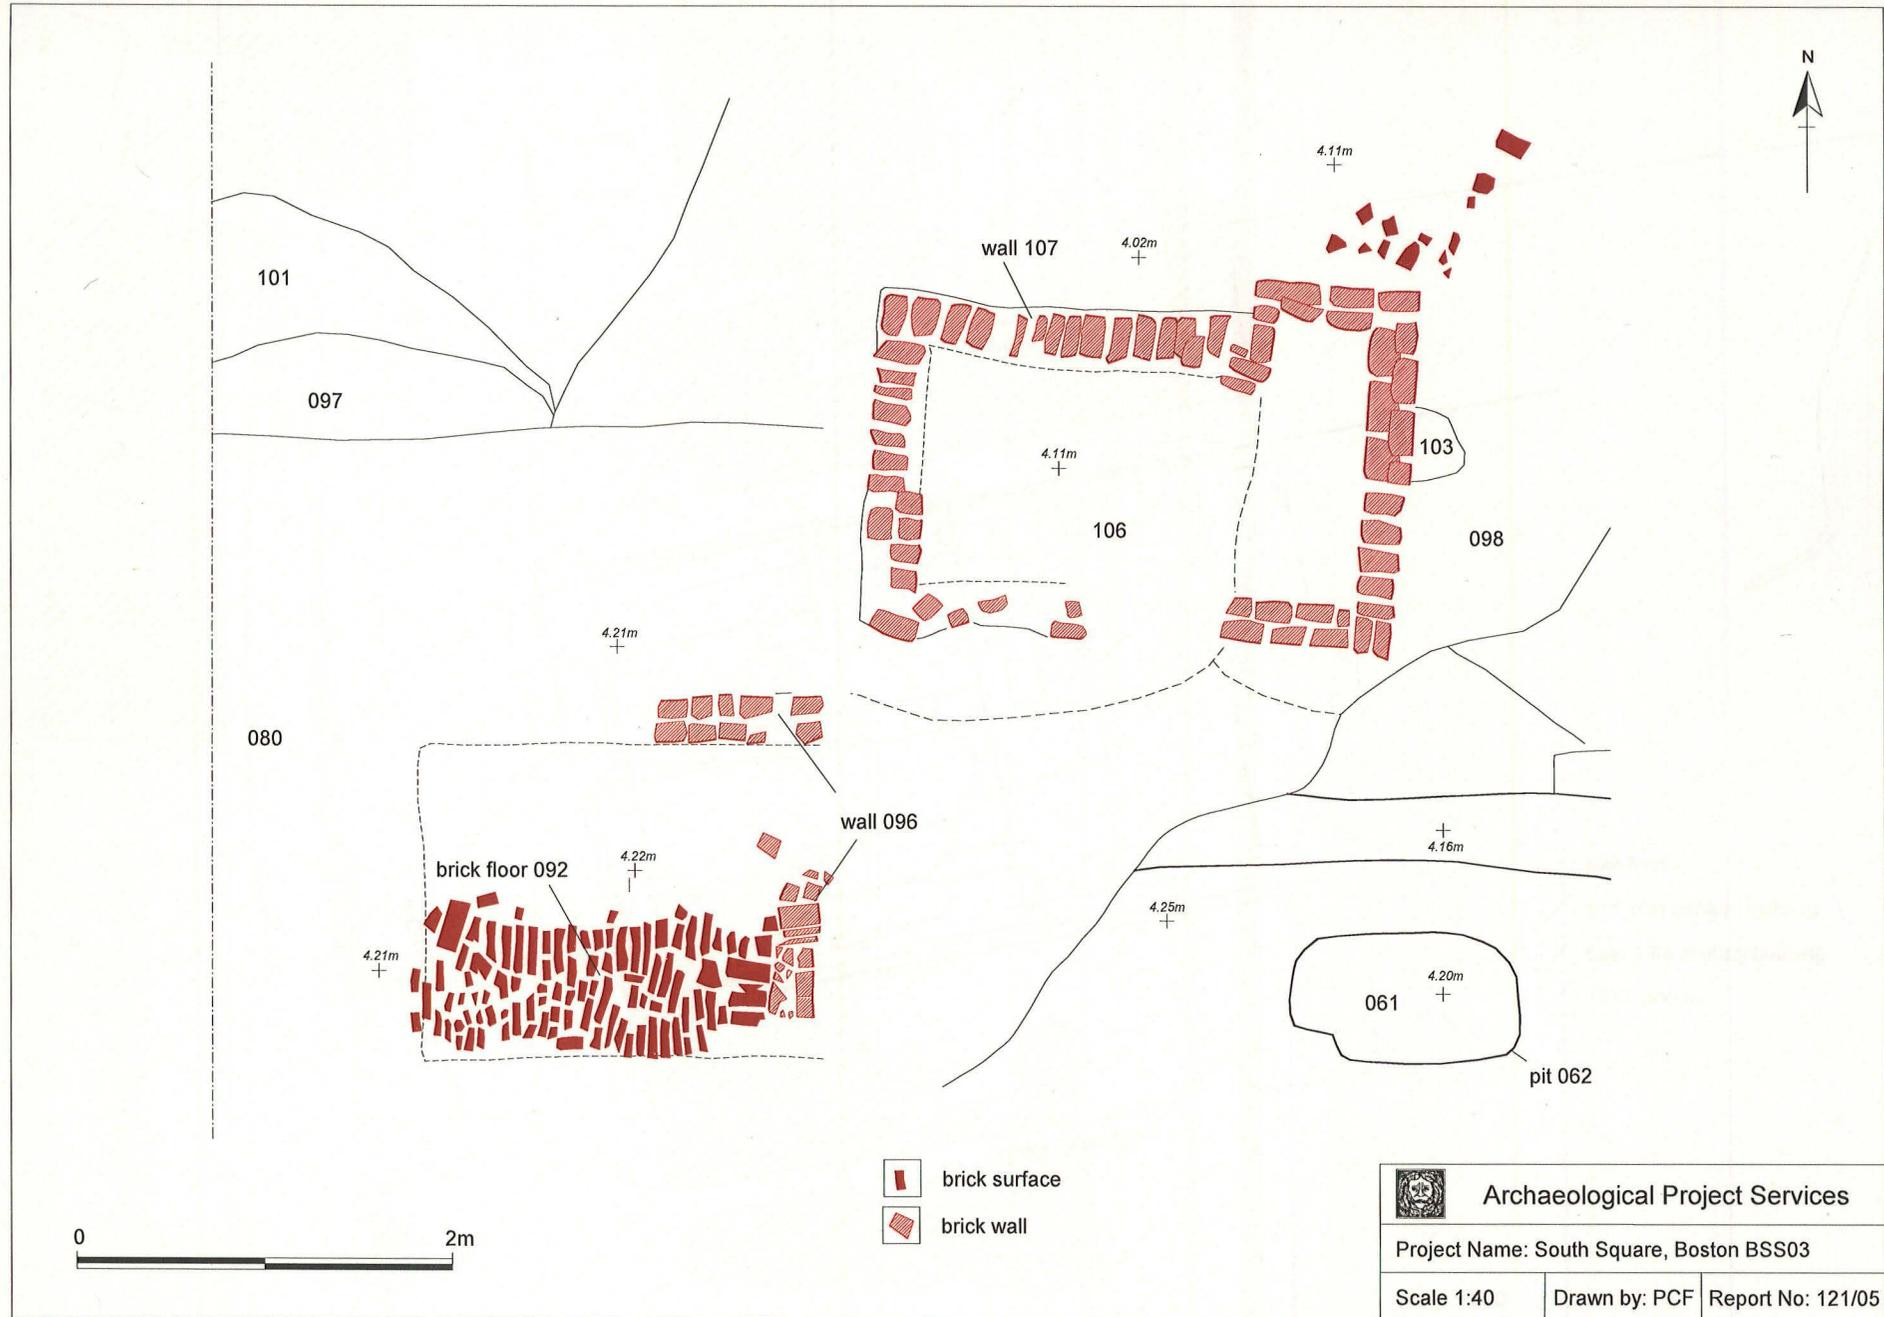 N
4.11m
wall 107
4.02m
101
097
103
4.11m
106
098
4.21m
080
wall 096
4.22m
brick floor 092
4.16m
4.25m
4.21m
4.20m
061
pit 062
brick surface
brick wall
0 2m
Archaeological Project Services
Project Name: South Square, Boston BSS03
Scale 1:40 Drawn by: PCF Report No: 121/05